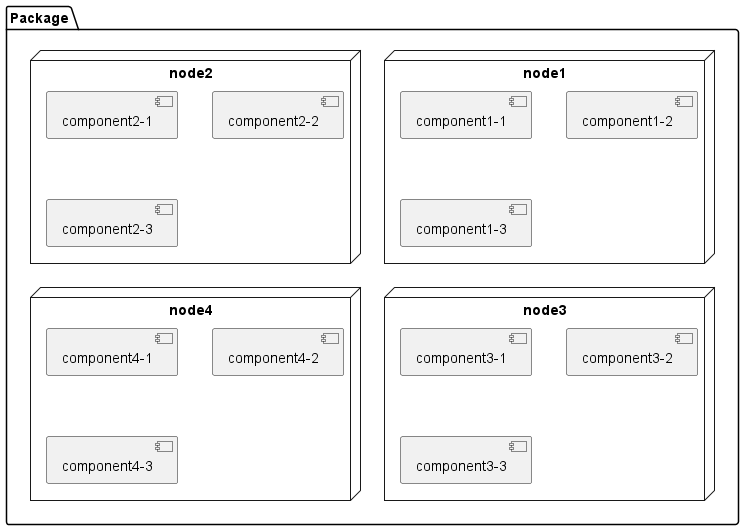 Package
node2
component2-1
component2-2
component2-3
node1
component1-1
component1-2
component1-3
node4
component4-1
component4-2
component4-3
node3
component3-1
component3-2
component3-3